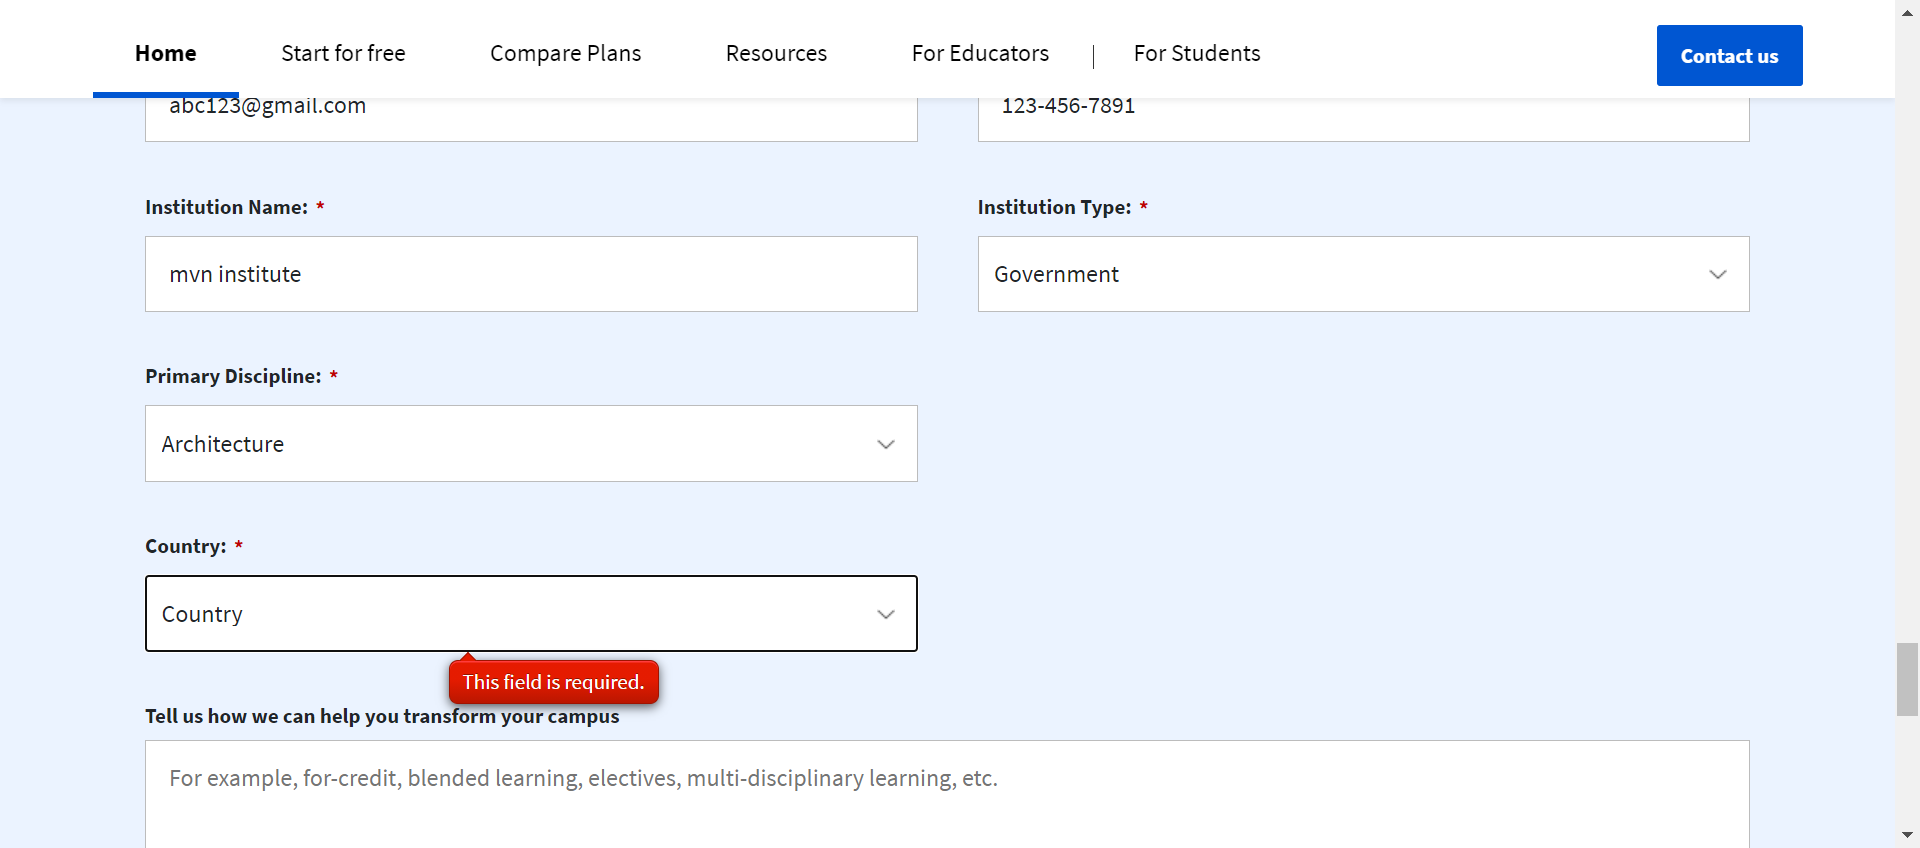 Home Start for free Compare Plans Resources For Educators | For Students Contact us
abc123@gmail.com 123-456-7891
Institution Name: * Institution Type: *
mvn institute Government
Primary Discipline: *
Architecture
Country: *
Country
This field is required.
Tell us how we can help you transform your campus
For example, for-credit, blended learning, electives, multi-disciplinary learning, etc.